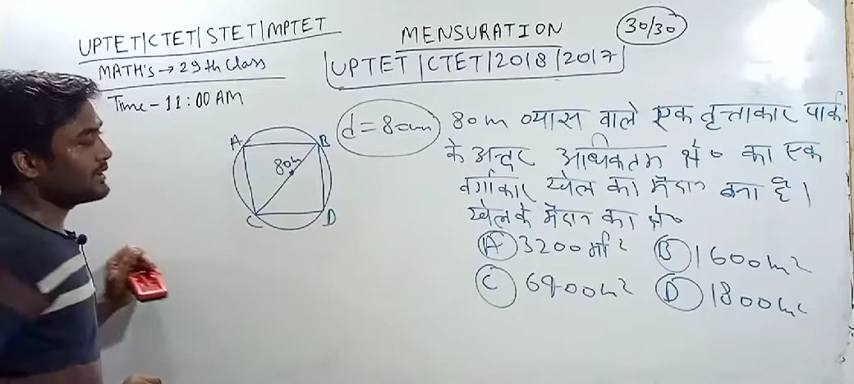 UPTET|CTET|STET|MPTET
MATH's → 29th Class
Time - 11:00 AM
MENSURATION
30/30
UPTET|CTET|2018|2017
A
B
80m
C
D
d = 80m
80m व्यास वाले एक वृत्ताकार पार्क
के अन्दर अधिकतम क्षे० का एक
वर्गाकार खेल का मैदान बना है।
खेल के मैदान का क्षे०
A 3200 मी²
B 1600m²
C 6400m²
D 1800m²